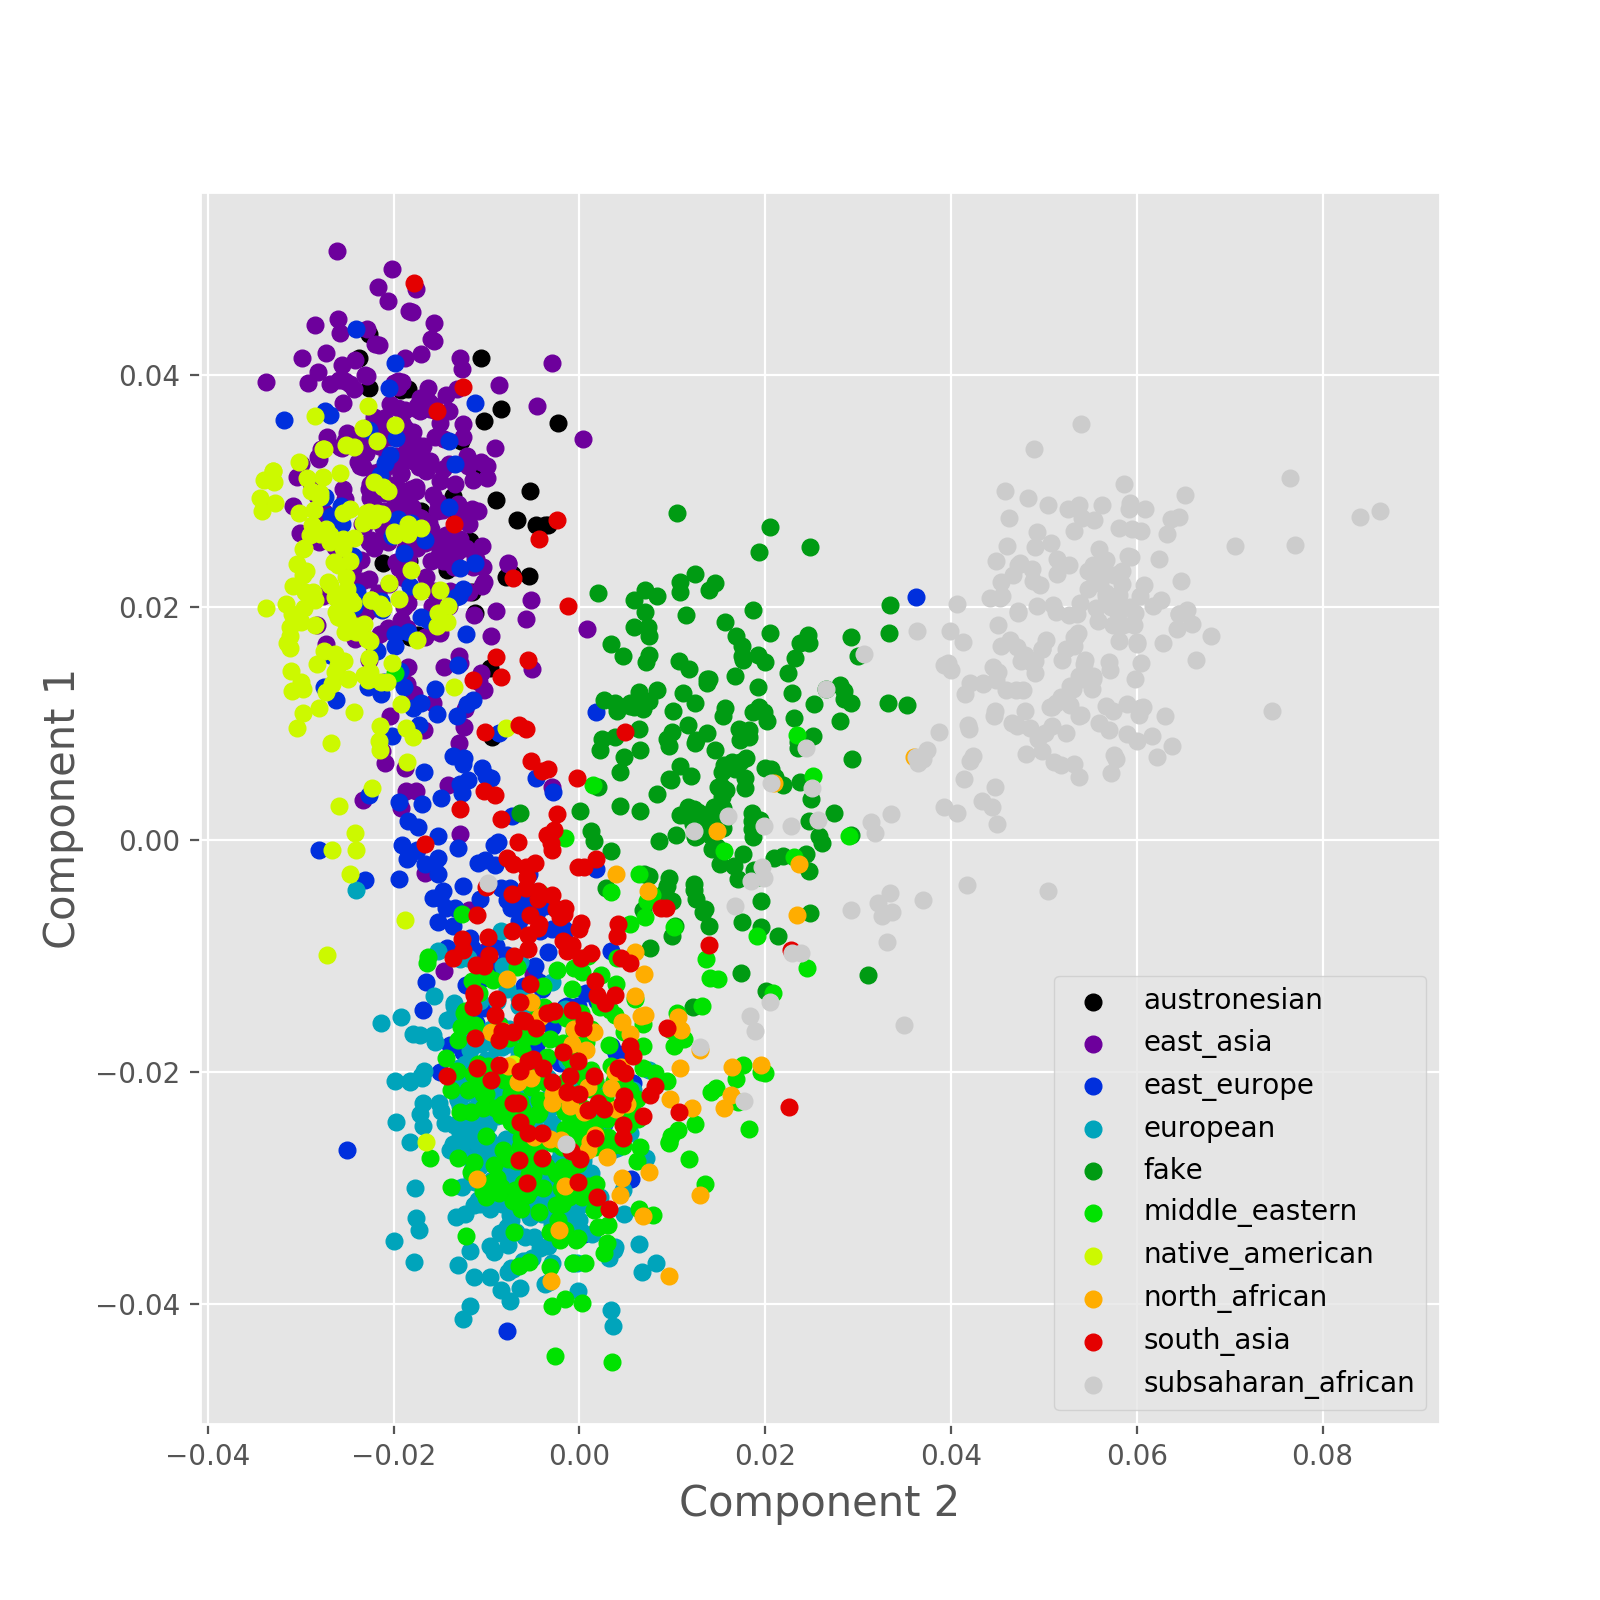 0.04
0.02
0.00
−0.02
−0.04
Component 1
austronesian
east_asia
east_europe
european
fake
middle_eastern
native_american
north_african
south_asia
subsaharan_african
−0.04 −0.02 0.00 0.02 0.04 0.06 0.08
Component 2